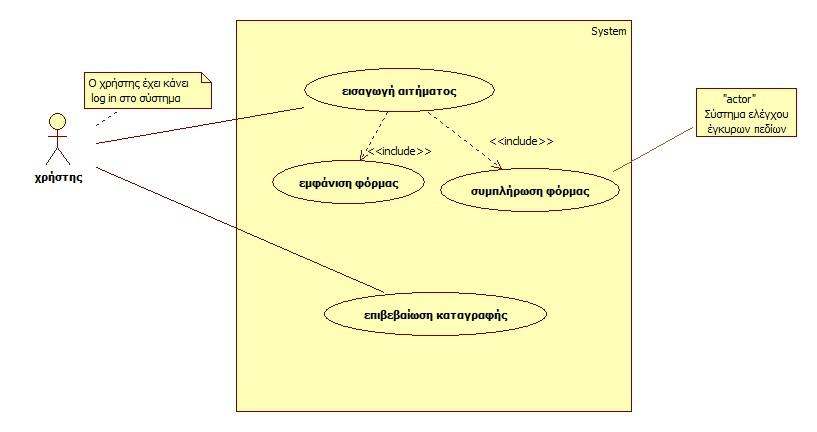 System
Ο χρήστης έχει κάνει
log in στο σύστημα
εισαγωγή αιτήματος
"actor"
Σύστημα ελέγχου
έγκυρων πεδίων
<<include>>
<<include>>
χρήστης
εμφάνιση φόρμας
συμπλήρωση φόρμας
επιβεβαίωση καταγραφής